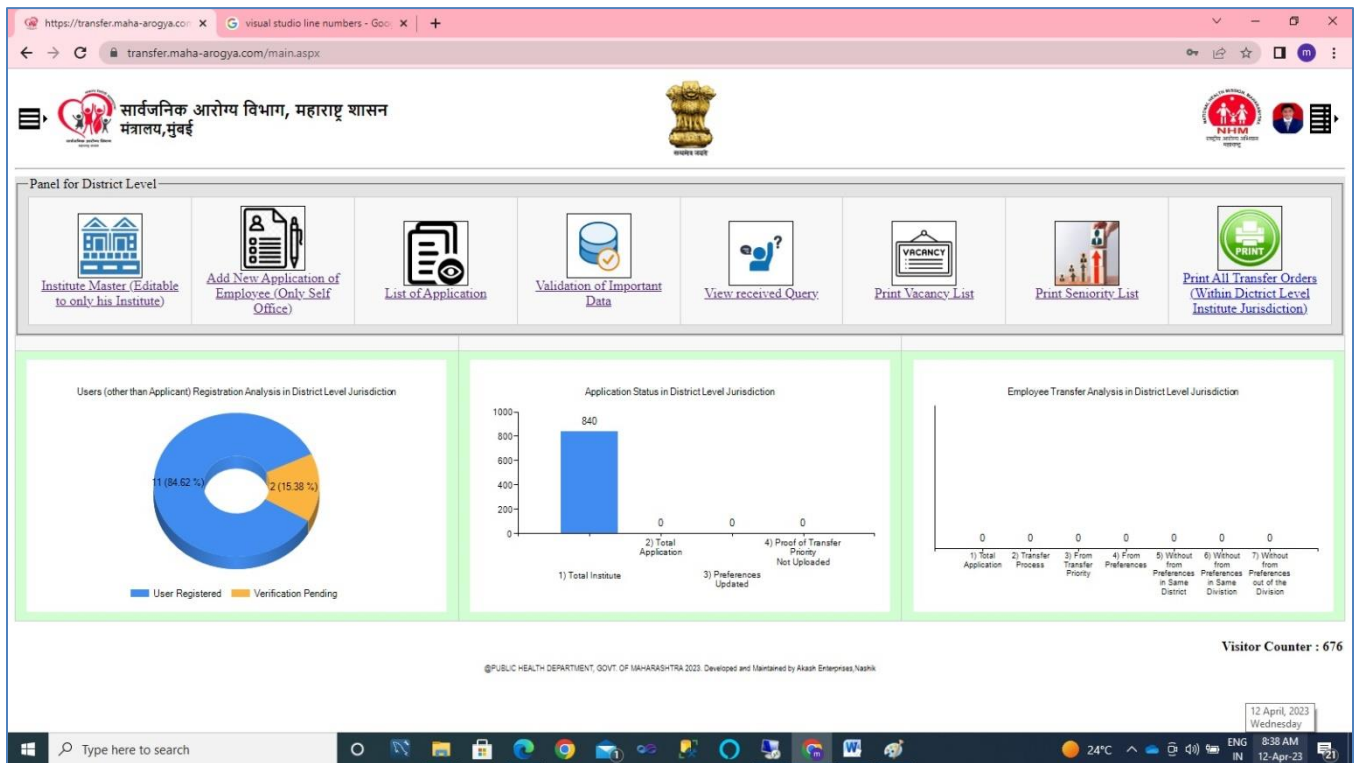 https://transfer.maha-arogya.con
visual studio line numbers - Goo
transfer.maha-arogya.com/main.aspx
m
सार्वजनिक आरोग्य विभाग, महाराष्ट्र शासन
मंत्रालय,मुंबई
सत्यमेव जयते
NHM
Panel for District Level
Institute Master (Editable
to only his Institute)
Add New Application of
Employee (Only Self
Office)
List of Application
Validation of Important
Data
View received Query
VACANCY
Print Vacancy List
Print Seniority List
PRINT
Print All Transfer Orders
(Within Dictrict Level
Institute Jurisdiction)
Users (other than Applicant) Registration Analysis in District Level Jurisdiction
11 (84.62 %)
2 (15.38 %)
User Registered
Verification Pending
Application Status in District Level Jurisdiction
1000
800
600
400
200
0
840
0
0
0
1) Total Institute
2) Total
Application
3) Preferences
Updated
4) Proof of Transfer
Priority
Not Uploaded
Employee Transfer Analysis in District Level Jurisdiction
0 0 0 0 0 0 0
1) Total
Application
2) Transfer
Process
3) From
Transfer
Priority
4) From
Preferences
5) Without
from
Preferences
in Same
District
6) Without
from
Preferences
in Same
Divistion
7) Without
from
Preferences
out of the
Division
Visitor Counter : 676
@PUBLIC HEALTH DEPARTMENT, GOVT. OF MAHARASHTRA 2023. Developed and Maintained by Akash Enterprises,Nashik
12 April, 2023
Wednesday
Type here to search
24°C
ENG
IN
8:38 AM
12-Apr-23
21